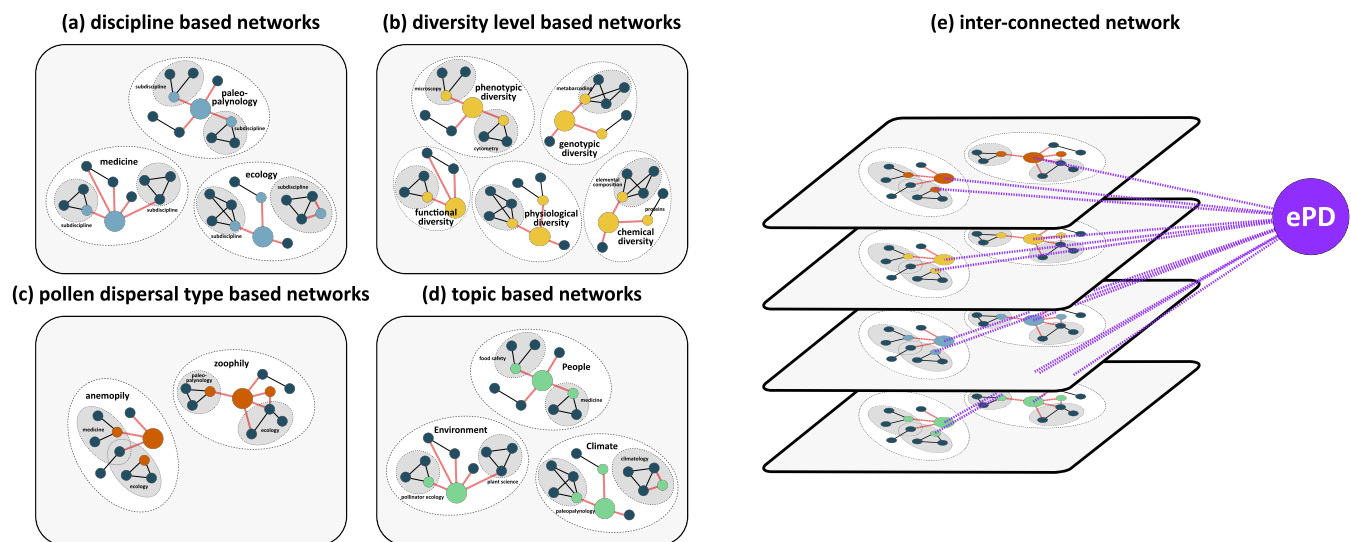 (a) discipline based networks
subdiscipline
paleo-
palynology
subdiscipline
medicine
subdiscipline
subdiscipline
ecology
subdiscipline
subdiscipline
(b) diversity level based networks
microscopy
phenotypic
diversity
cytometry
metabarcoding
genotypic
diversity
functional
diversity
physiological
diversity
elemental
composition
proteins
chemical
diversity
(c) pollen dispersal type based networks
zoophily
paleo-
palynology
ecology
anemopily
medicine
ecology
(d) topic based networks
food safety
People
medicine
Environment
pollinator ecology
plant science
Climate
climatology
paleopalynology
(e) inter-connected network
ePD